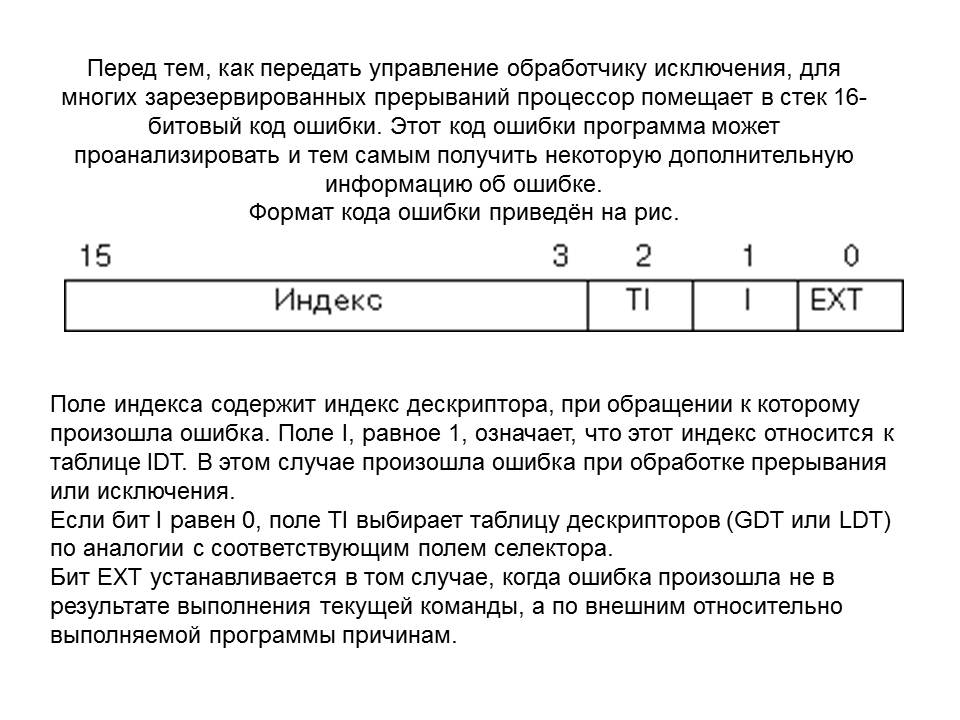 Перед тем, как передать управление обработчику исключения, для
многих зарезервированных прерываний процессор помещает в стек 16-
битовый код ошибки. Этот код ошибки программа может
проанализировать и тем самым получить некоторую дополнительную
информацию об ошибке.
Формат кода ошибки приведён на рис.
15 3 2 1 0
Индекс TI I EXT
Поле индекса содержит индекс дескриптора, при обращении к которому
произошла ошибка. Поле I, равное 1, означает, что этот индекс относится к
таблице IDT. В этом случае произошла ошибка при обработке прерывания
или исключения.
Если бит I равен 0, поле TI выбирает таблицу дескрипторов (GDT или LDT)
по аналогии с соответствующим полем селектора.
Бит EXT устанавливается в том случае, когда ошибка произошла не в
результате выполнения текущей команды, а по внешним относительно
выполняемой программы причинам.